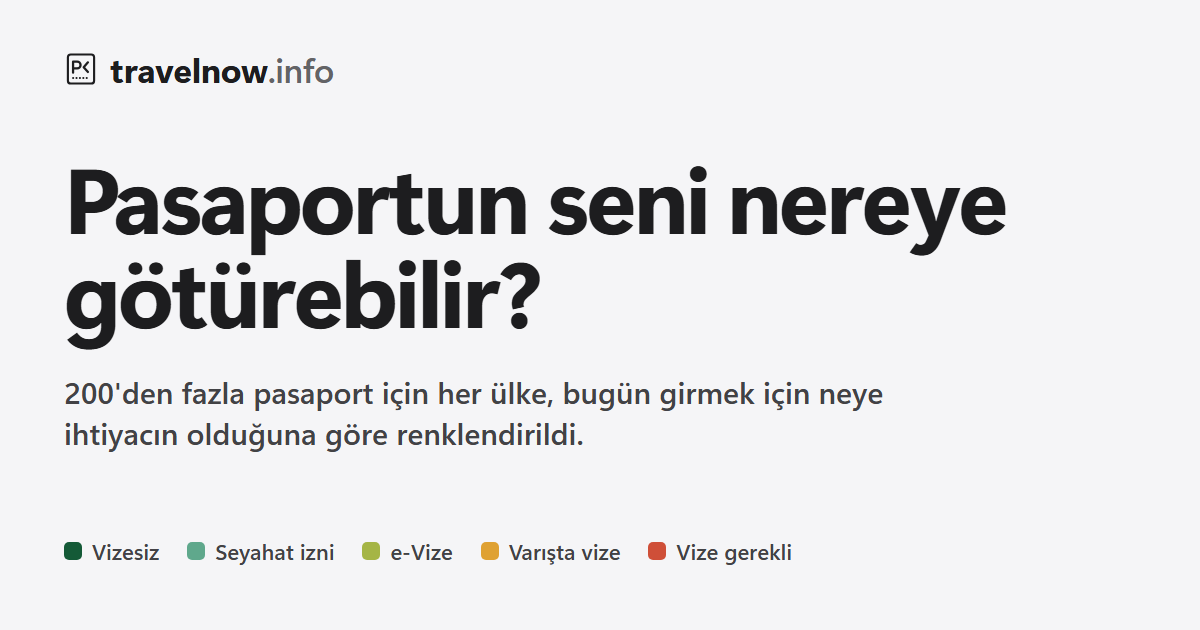 travelnow.info
Pasaportun seni nereye
götürebilir?
200'den fazla pasaport için her ülke, bugün girmek için neye
ihtiyacın olduğuna göre renklendirildi.
Vizesiz Seyahat izni e-Vize Varışta vize Vize gerekli